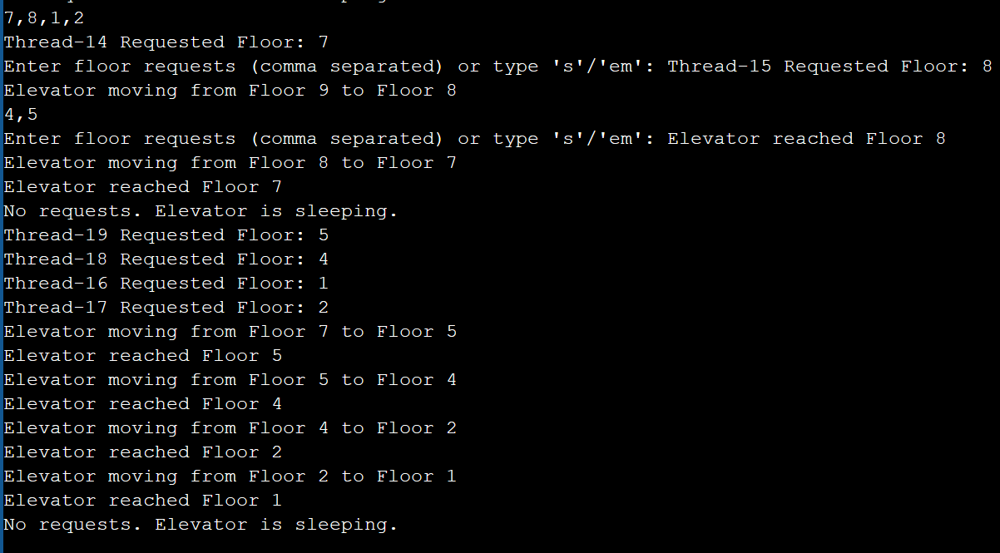 7,8,1,2
Thread-14 Requested Floor: 7
Enter floor requests (comma separated) or type 's'/'em': Thread-15 Requested Floor: 8
Elevator moving from Floor 9 to Floor 8
4,5
Enter floor requests (comma separated) or type 's'/'em': Elevator reached Floor 8
Elevator moving from Floor 8 to Floor 7
Elevator reached Floor 7
No requests. Elevator is sleeping.
Thread-19 Requested Floor: 5
Thread-18 Requested Floor: 4
Thread-16 Requested Floor: 1
Thread-17 Requested Floor: 2
Elevator moving from Floor 7 to Floor 5
Elevator reached Floor 5
Elevator moving from Floor 5 to Floor 4
Elevator reached Floor 4
Elevator moving from Floor 4 to Floor 2
Elevator reached Floor 2
Elevator moving from Floor 2 to Floor 1
Elevator reached Floor 1
No requests. Elevator is sleeping.